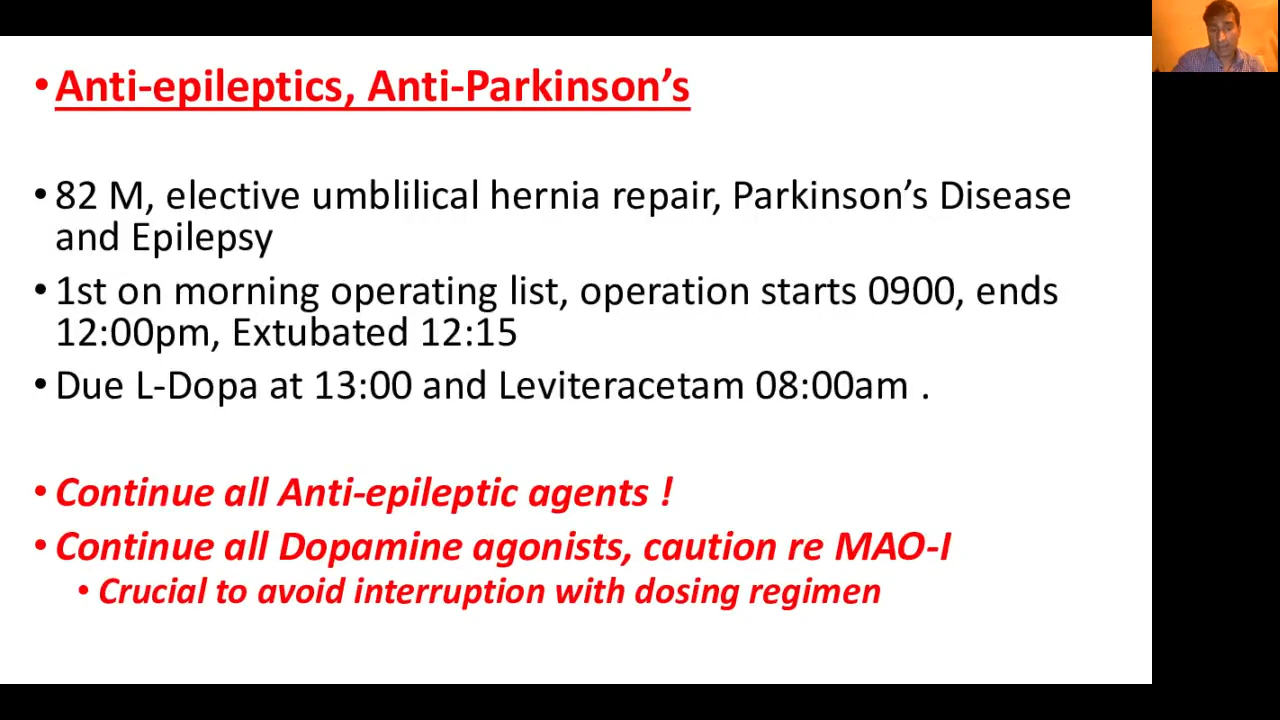 • Anti-epileptics, Anti-Parkinson’s
• 82 M, elective umblilical hernia repair, Parkinson’s Disease
and Epilepsy
• 1st on morning operating list, operation starts 0900, ends
12:00pm, Extubated 12:15
• Due L-Dopa at 13:00 and Leviteracetam 08:00am .
• Continue all Anti-epileptic agents !
• Continue all Dopamine agonists, caution re MAO-I
• Crucial to avoid interruption with dosing regimen